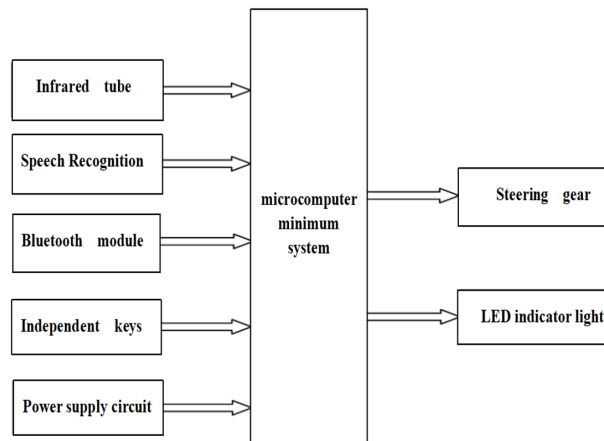 Infrared tube
Speech Recognition
Bluetooth module
Independent keys
Power supply circuit
microcomputer
minimum
system
Steering gear
LED indicator light